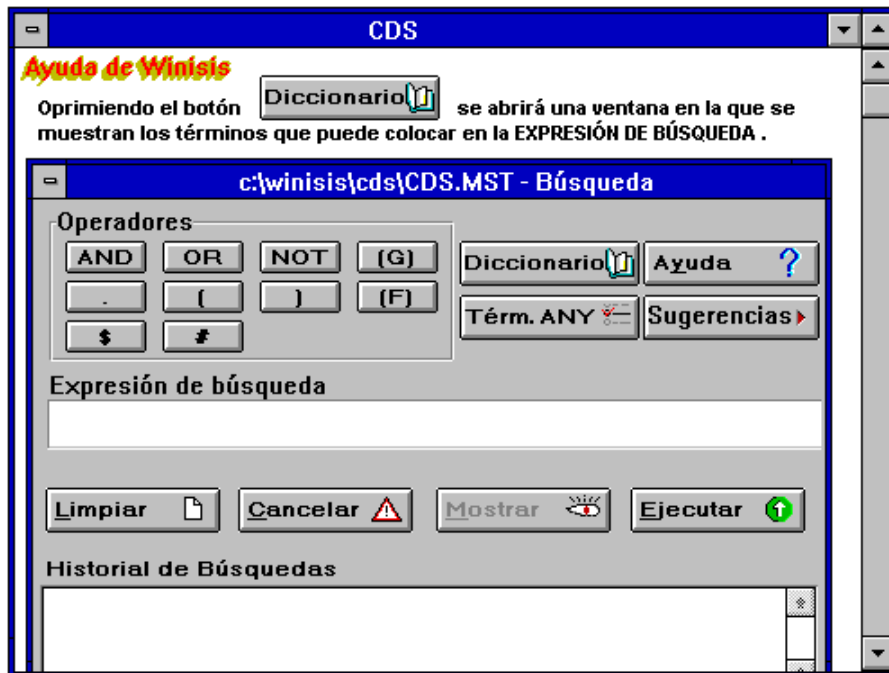 CDS
Ayuda de Winisis
Oprimiendo el botón Diccionario se abrirá una ventana en la que se
muestran los términos que puede colocar en la EXPRESIÓN DE BÚSQUEDA .
c:\winisis\cds\CDS.MST - Búsqueda
Operadores
AND OR NOT (G) Diccionario Ayuda ?
. ( ) (F) Térm. ANY Sugerencias
$ #
Expresión de búsqueda
Limpiar Cancelar Mostrar Ejecutar
Historial de Búsquedas